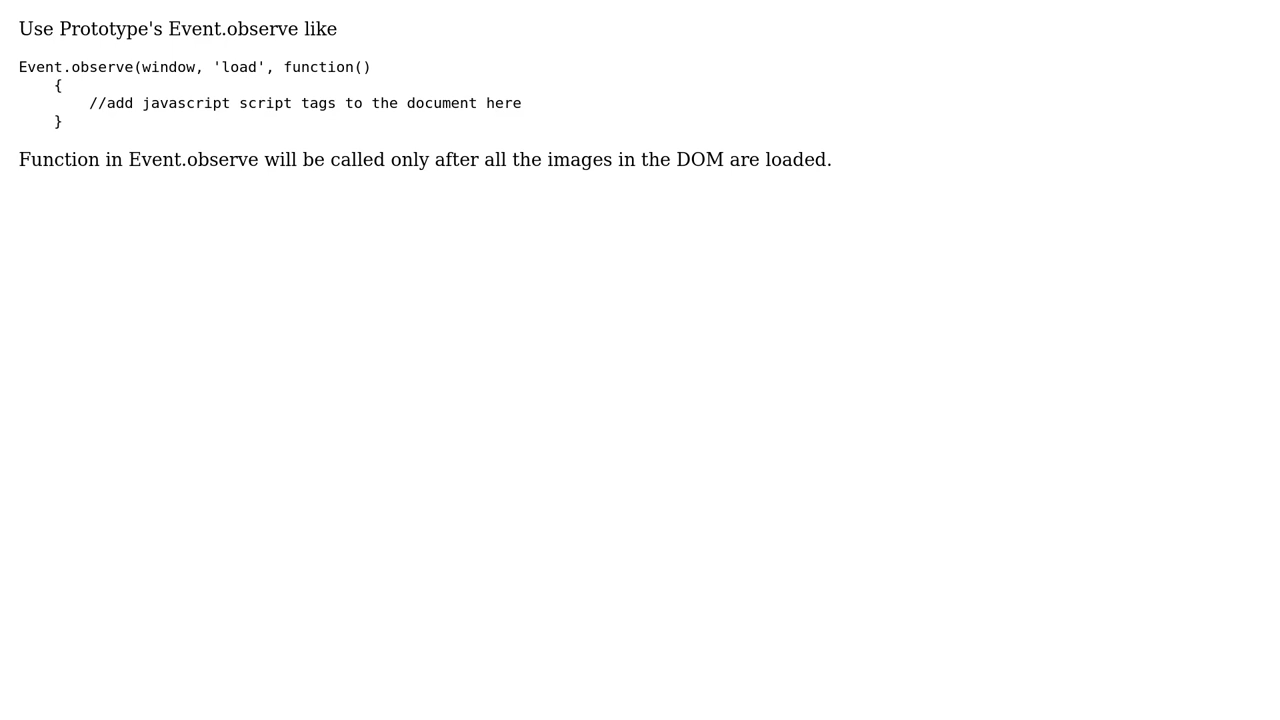 Use Prototype's Event.observe like
Event.observe(window, 'load', function()
    {
        //add javascript script tags to the document here
    }
Function in Event.observe will be called only after all the images in the DOM are loaded.